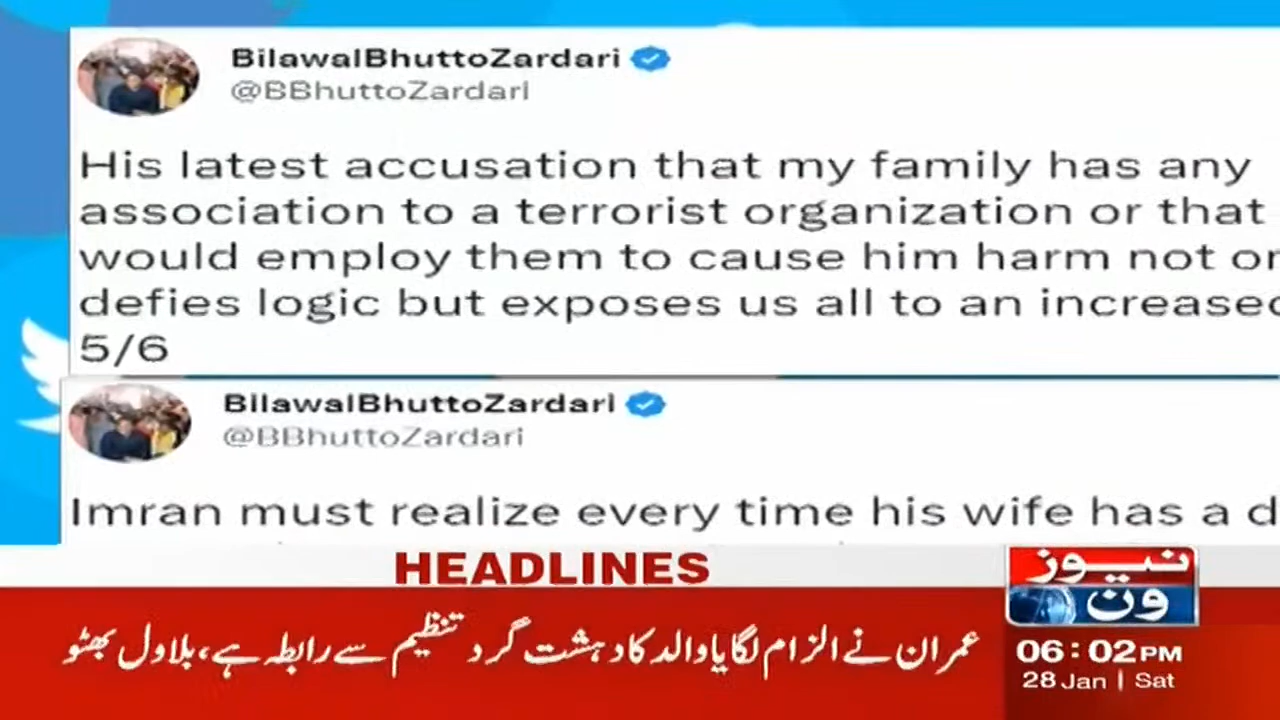 BilawalBhuttoZardari
@BBhuttoZardari
His latest accusation that my family has any
association to a terrorist organization or that
would employ them to cause him harm not
defies logic but exposes us all to an
5/6
BilawalBhuttoZardari
@BBhuttoZardari
Imran must realize every time his wife has a
HEADLINES
نیوز
ون
عمران نے الزام لگایا والد کا دہشت گرد تنظیم سے رابطہ ہے، بلاول بھٹو
06:02PM
28 Jan | Sat